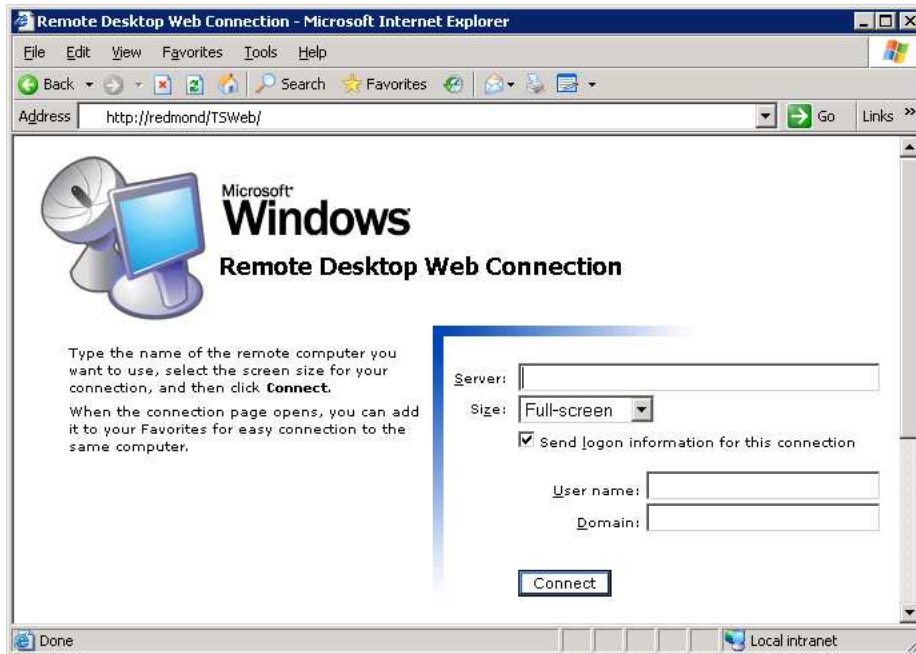 Remote Desktop Web Connection - Microsoft Internet Explorer
File Edit View Favorites Tools Help
Back Search Favorites
Address http://redmond/TSWeb/ Go Links »
Microsoft
Windows
Remote Desktop Web Connection
Type the name of the remote computer you
want to use, select the screen size for your
connection, and then click Connect.
When the connection page opens, you can add
it to your Favorites for easy connection to the
same computer.
Server:
Size: Full-screen
Send logon information for this connection
User name:
Domain:
Connect
Done Local intranet